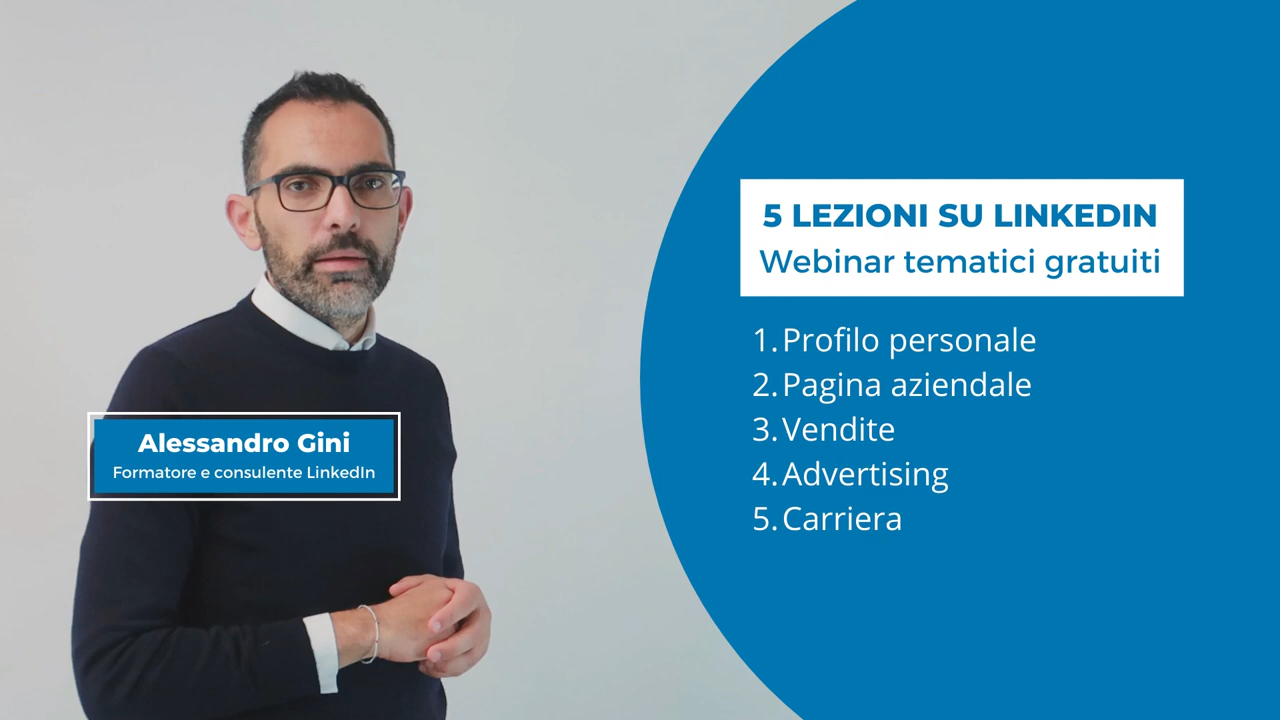 Alessandro Gini
Formatore e consulente LinkedIn
5 LEZIONI SU LINKEDIN
Webinar tematici gratuiti
1. Profilo personale
2. Pagina aziendale
3. Vendite
4. Advertising
5. Carriera